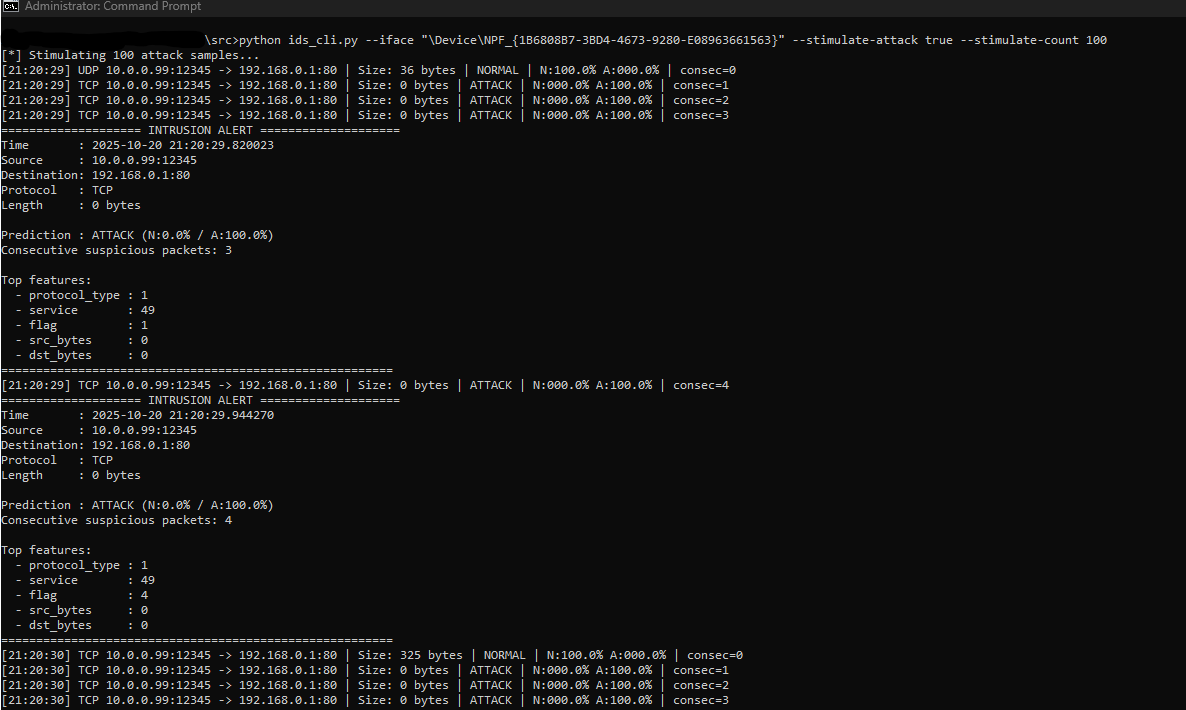 Administrator: Command Prompt
\src>python ids_cli.py --iface "\Device\NPF_{1B6808B7-3BD4-4673-9280-E08963661563}" --stimulate-attack true --stimulate-count 100
[*] Stimulating 100 attack samples...
[21:20:29] UDP 10.0.0.99:12345 -> 192.168.0.1:80 | Size: 36 bytes | NORMAL | N:100.0% A:000.0% | consec=0
[21:20:29] TCP 10.0.0.99:12345 -> 192.168.0.1:80 | Size: 0 bytes | ATTACK | N:000.0% A:100.0% | consec=1
[21:20:29] TCP 10.0.0.99:12345 -> 192.168.0.1:80 | Size: 0 bytes | ATTACK | N:000.0% A:100.0% | consec=2
[21:20:29] TCP 10.0.0.99:12345 -> 192.168.0.1:80 | Size: 0 bytes | ATTACK | N:000.0% A:100.0% | consec=3
==================== INTRUSION ALERT ====================
Time       : 2025-10-20 21:20:29.820023
Source     : 10.0.0.99:12345
Destination: 192.168.0.1:80
Protocol   : TCP
Length     : 0 bytes
Prediction : ATTACK (N:0.0% / A:100.0%)
Consecutive suspicious packets: 3
Top features:
  - protocol_type : 1
  - service       : 49
  - flag          : 1
  - src_bytes     : 0
  - dst_bytes     : 0
========================================================
[21:20:29] TCP 10.0.0.99:12345 -> 192.168.0.1:80 | Size: 0 bytes | ATTACK | N:000.0% A:100.0% | consec=4
==================== INTRUSION ALERT ====================
Time       : 2025-10-20 21:20:29.944270
Source     : 10.0.0.99:12345
Destination: 192.168.0.1:80
Protocol   : TCP
Length     : 0 bytes
Prediction : ATTACK (N:0.0% / A:100.0%)
Consecutive suspicious packets: 4
Top features:
  - protocol_type : 1
  - service       : 49
  - flag          : 4
  - src_bytes     : 0
  - dst_bytes     : 0
========================================================
[21:20:30] TCP 10.0.0.99:12345 -> 192.168.0.1:80 | Size: 325 bytes | NORMAL | N:100.0% A:000.0% | consec=0
[21:20:30] TCP 10.0.0.99:12345 -> 192.168.0.1:80 | Size: 0 bytes | ATTACK | N:000.0% A:100.0% | consec=1
[21:20:30] TCP 10.0.0.99:12345 -> 192.168.0.1:80 | Size: 0 bytes | ATTACK | N:000.0% A:100.0% | consec=2
[21:20:30] TCP 10.0.0.99:12345 -> 192.168.0.1:80 | Size: 0 bytes | ATTACK | N:000.0% A:100.0% | consec=3